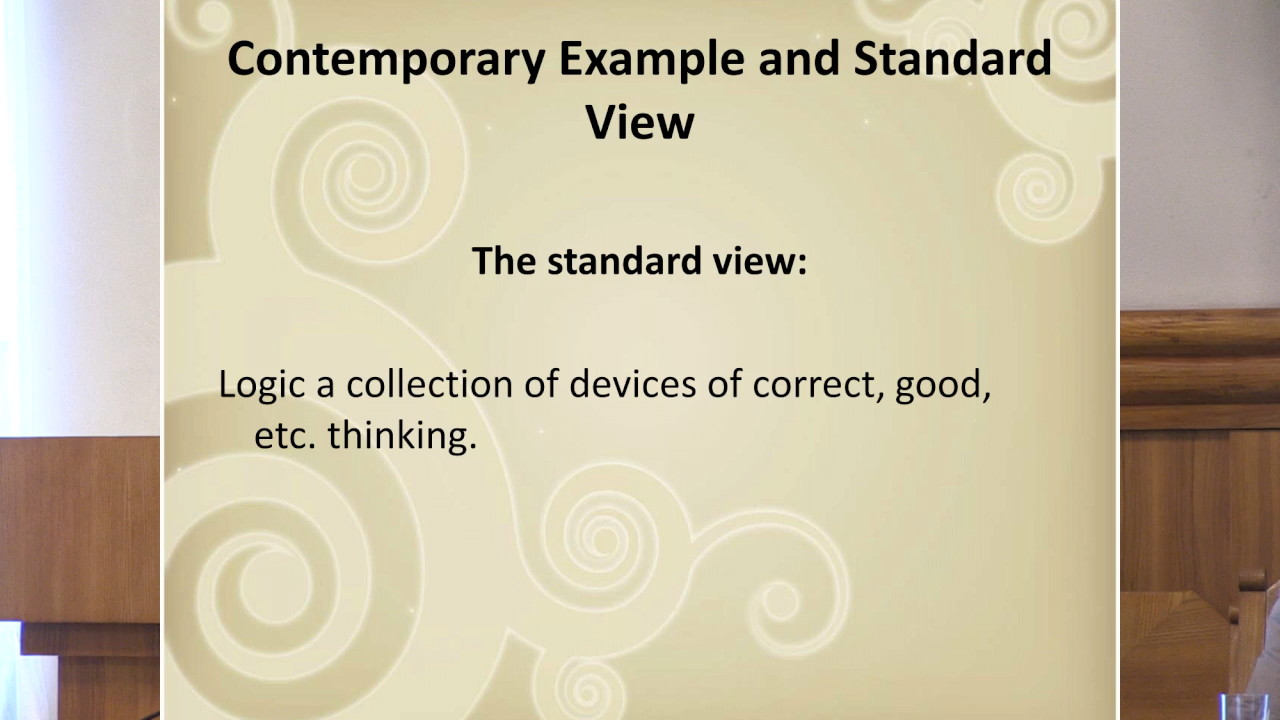 Contemporary Example and Standard
View
The standard view:
Logic a collection of devices of correct, good,
etc. thinking.